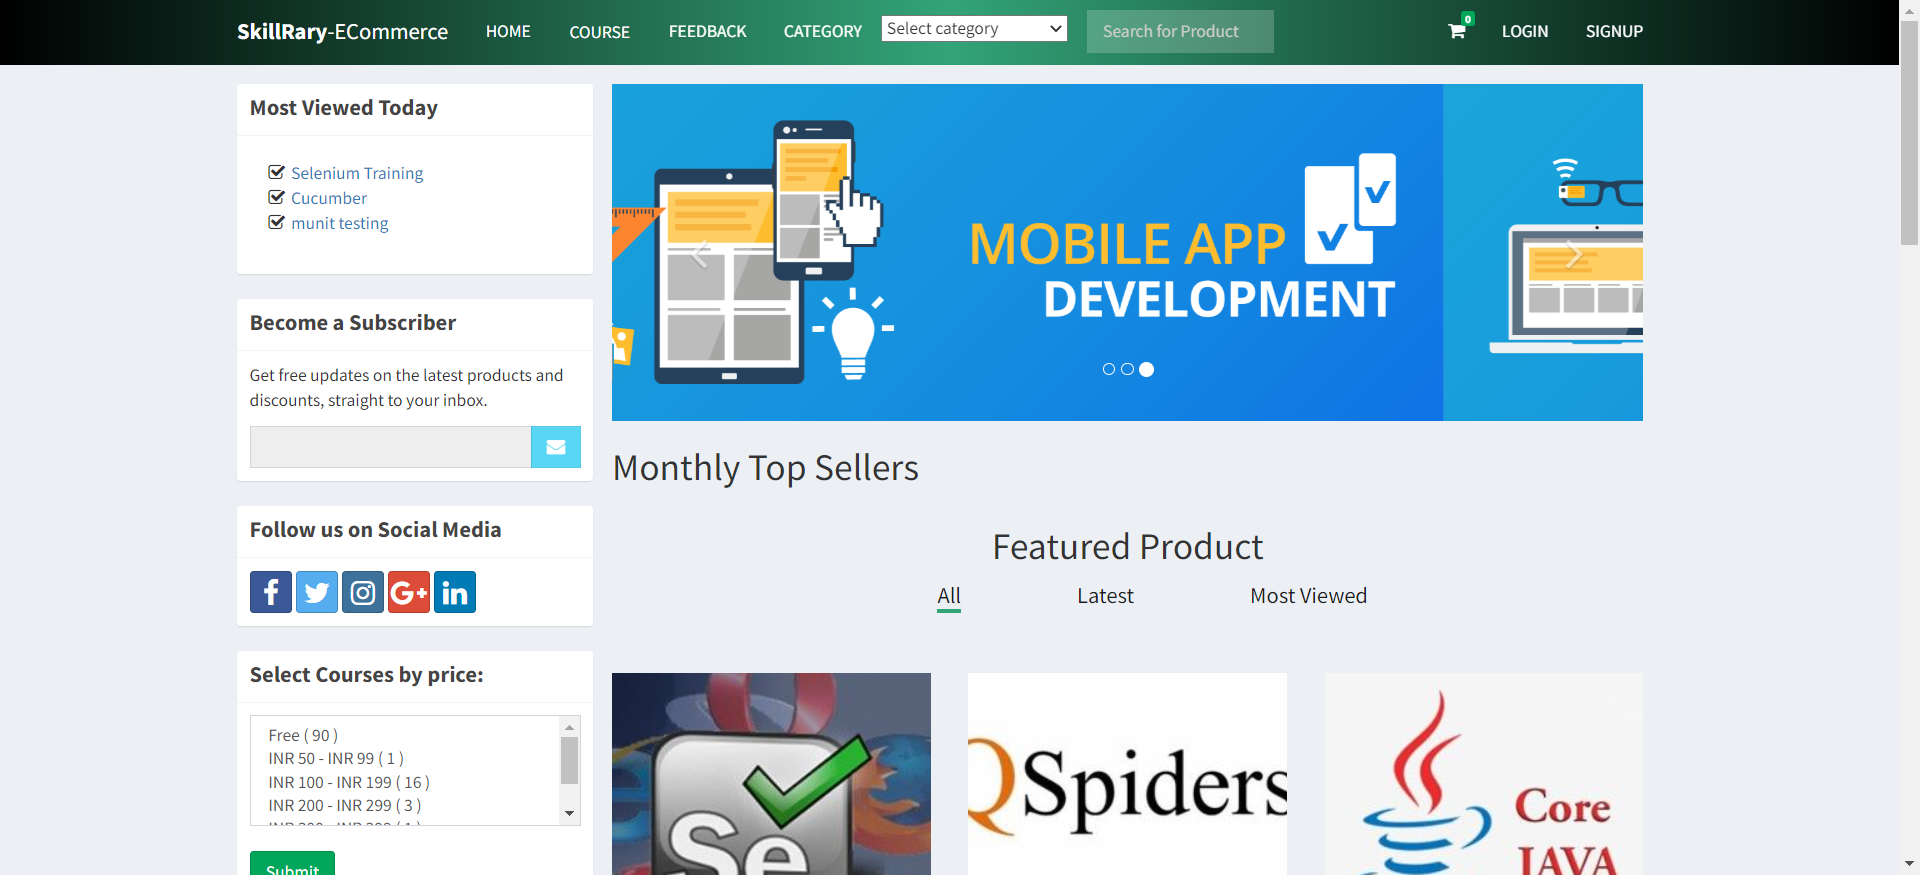 SkillRary-ECommerce HOME COURSE FEEDBACK CATEGORY Select category Search for Product 0 LOGIN SIGNUP
Most Viewed Today
Selenium Training
Cucumber
munit testing
Become a Subscriber
Get free updates on the latest products and
discounts, straight to your inbox.
Follow us on Social Media
Select Courses by price:
Free ( 90 )
INR 50 - INR 99 ( 1 )
INR 100 - INR 199 ( 16 )
INR 200 - INR 299 ( 3 )
Submit
MOBILE APP
DEVELOPMENT
Monthly Top Sellers
Featured Product
All Latest Most Viewed
Se
QSpiders
Core
JAVA